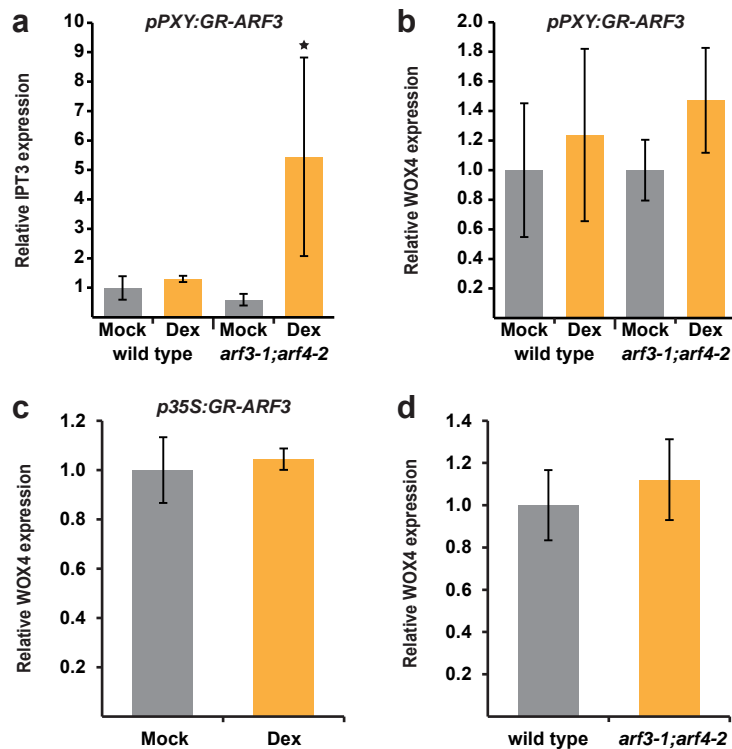 a
pPXY:GR-ARF3
Relative IPT3 expression
10
9
8
7
6
5
4
3
2
1
Mock Dex Mock Dex
wild type arf3-1;arf4-2
b
pPXY:GR-ARF3
Relative WOX4 expression
2.0
1.8
1.6
1.4
1.2
1.0
0.8
0.6
0.4
0.2
Mock Dex Mock Dex
wild type arf3-1;arf4-2
c
p35S:GR-ARF3
Relative WOX4 expression
1.2
1.0
0.8
0.6
0.4
0.2
Mock Dex
d
Relative WOX4 expression
1.4
1.2
1.0
0.8
0.6
0.4
0.2
wild type arf3-1;arf4-2